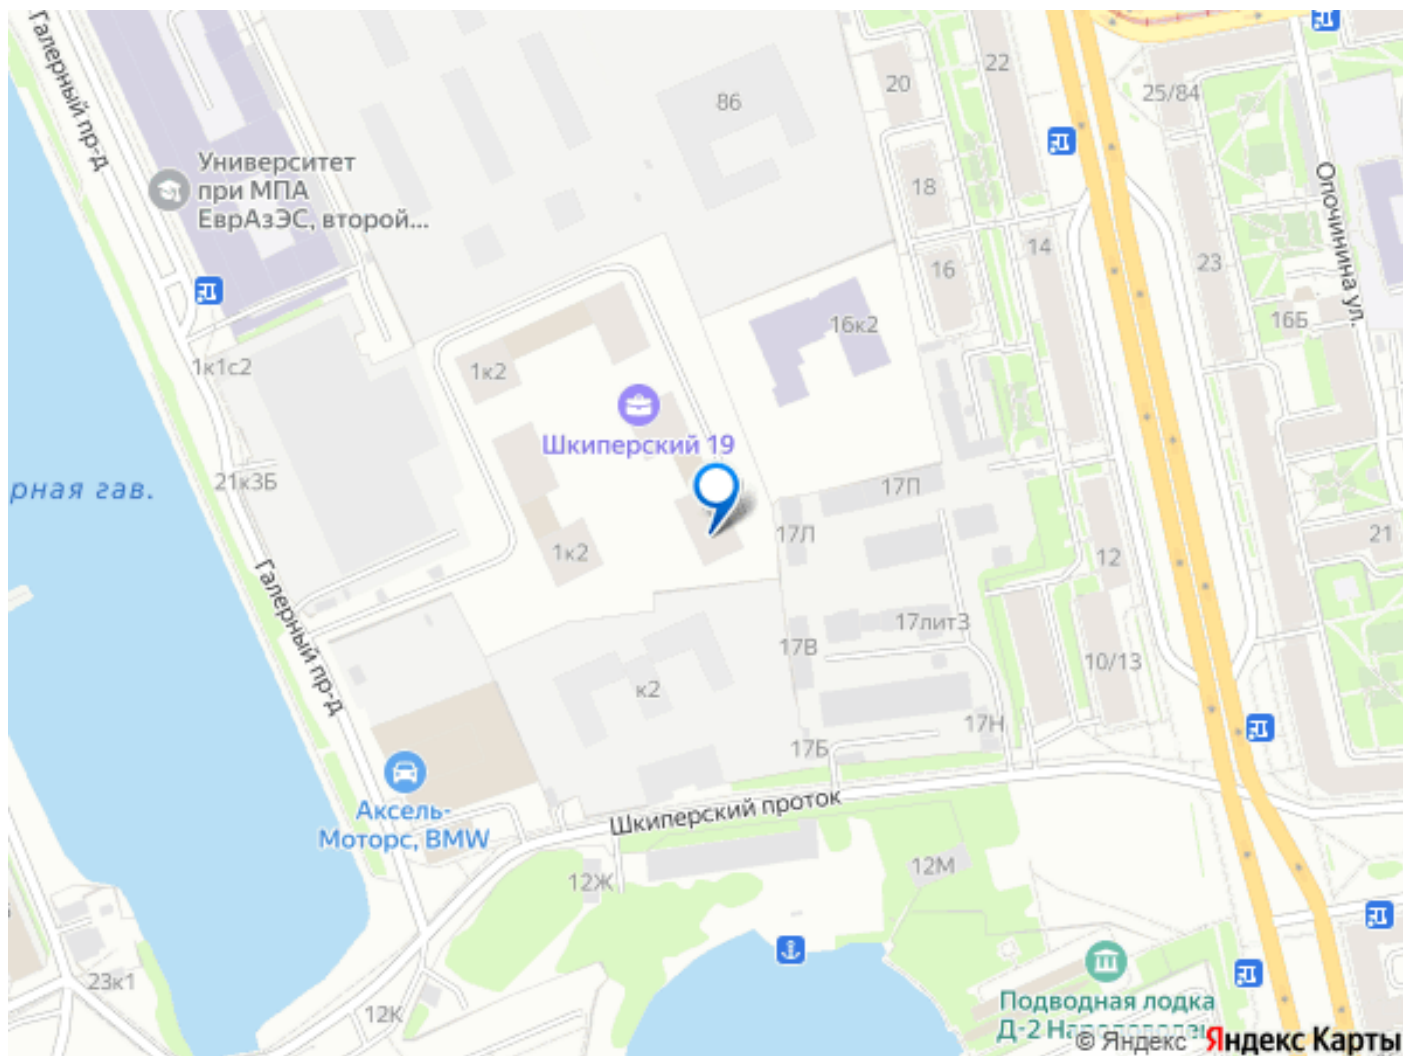 Галерный пр-д
20
22
25/84
86
Университет
при МПА
ЕврАзЭС, второй...
18
14
16
23
Опочинина ул.
16Б
16к2
1к1с2
1к2
Шкиперский 19
21к3Б
рная гав.
17П
17Л
12
21
1к2
Галерный пр-д
17В
17лит3
10/13
к2
17Б
17Н
Аксель-
Моторс, BMW
Шкиперский проток
12Ж
12М
23к1
12К
Подводная лодка
Д-2
© Яндекс Яндекс Карты